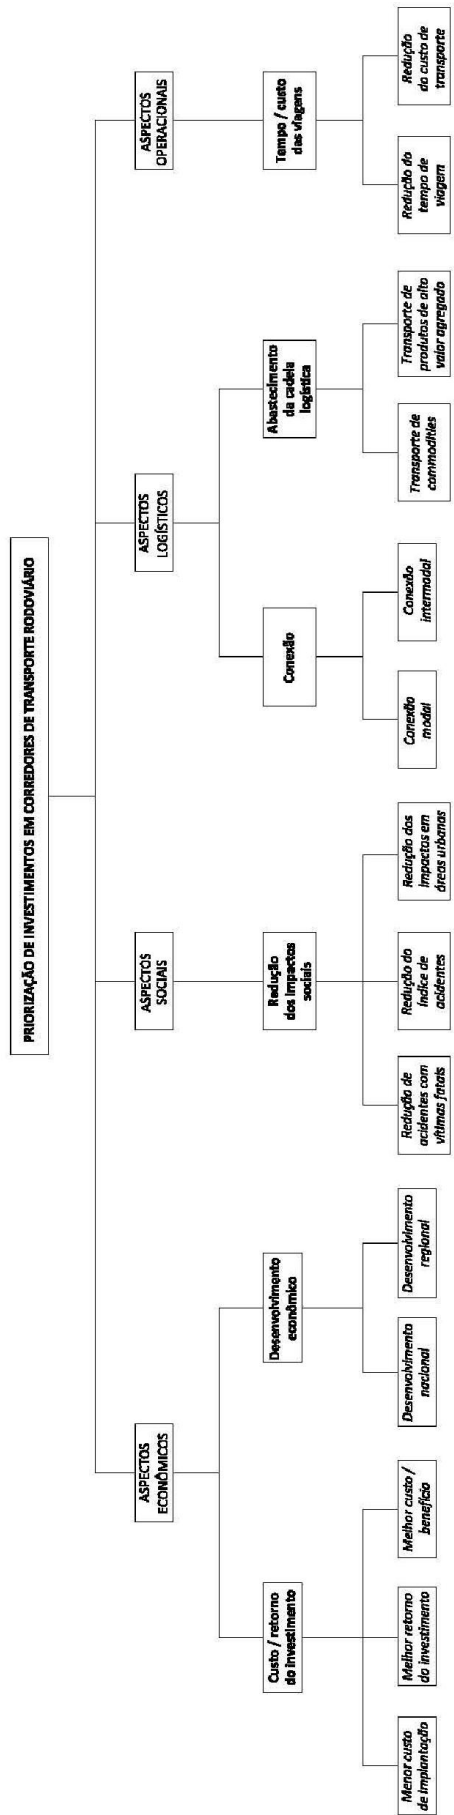 PRIORIZAÇÃO DE INVESTIMENTOS EM CORREDORES DE TRANSPORTE RODOVIÁRIO
ASPECTOS
ECONÔMICOS
ASPECTOS
SOCIAIS
ASPECTOS
LOGÍSTICOS
ASPECTOS
OPERACIONAIS
Custo / retorno
do investimento
Desenvolvimento
econômico
Redução
dos impactos
sociais
Conexão
Abastecimento
da cadeia
logística
Tempo / custo
das viagens
Menor custo
de implantação
Melhor retorno
do investimento
Melhor custo /
benefício
Desenvolvimento
nacional
Desenvolvimento
regional
Redução de
acidentes com
vítimas fatais
Redução do
índice de
acidentes
Redução dos
impactos em
áreas urbanas
Conexão
modal
Conexão
intermodal
Transporte de
commodities
Transporte de
produtos de alto
valor agregado
Redução do
tempo de
viagem
Redução
do custo de
transporte